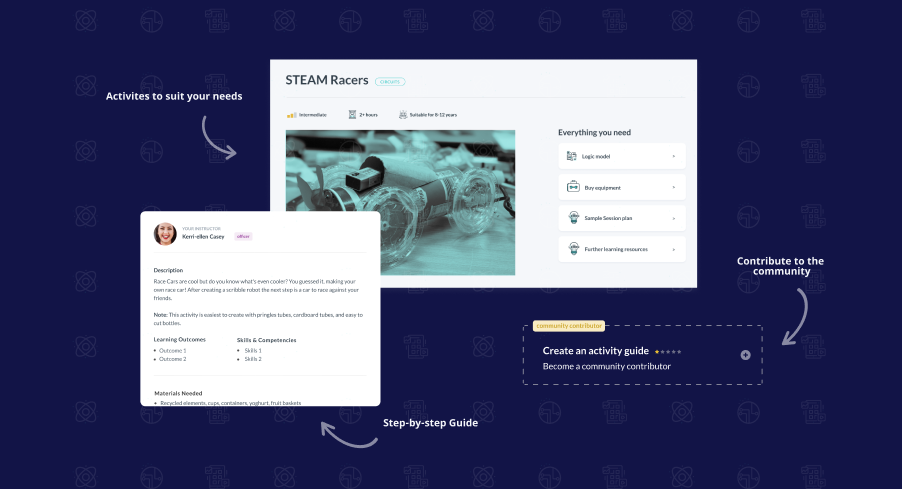 Activites to suit your needs
STEAM Racers
CIRCUITS
Intermediate
2+ hours
Suitable for 8-12 years
Everything you need
Logic model
>
Buy equipment
>
Sample Session plan
>
Further learning resources
>
YOUR INSTRUCTOR
Kerri-ellen Casey
officer
Description
Race Cars are cool but do you know what's even cooler? You guessed it, making your
own race car! After creating a scribble robot the next step is a car to race against your
friends.
Note: This activity is easiest to create with pringles tubes, cardboard tubes, and easy to
cut bottles.
Learning Outcomes
Outcome 1
Outcome 2
Skills & Competencies
Skills 1
Skills 2
Materials Needed
Recycled elements, cups, containers, yoghurt, fruit baskets
Step-by-step Guide
Contribute to the
community
community contributor
Create an activity guide
Become a community contributor